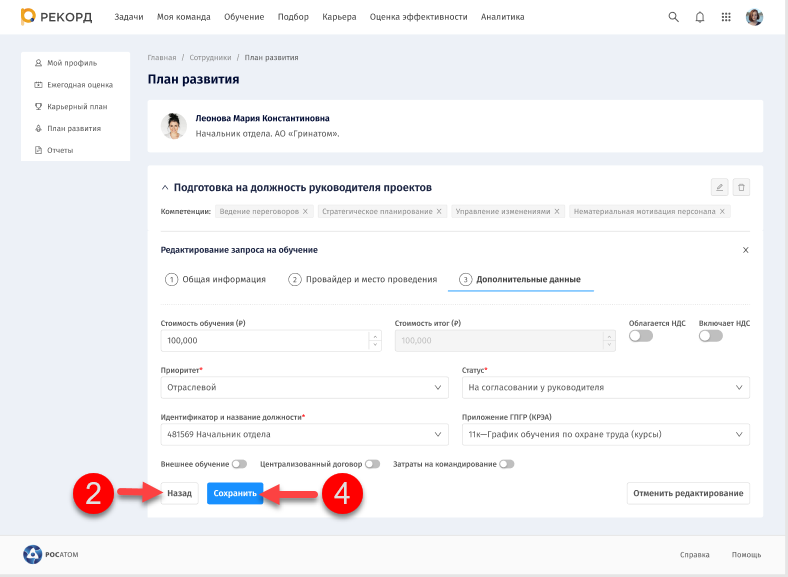 РЕКОРД Задачи Моя команда Обучение Подбор Карьера Оценка эффективности Аналитика
Мой профиль
Ежегодная оценка
Карьерный план
План развития
Отчеты
Главная / Сотрудники / План развития
План развития
Леонова Мария Константиновна
Начальник отдела. АО «Гринатом».
Подготовка на должность руководителя проектов
Компетенции: Ведение переговоров X Стратегическое планирование X Управление изменениями X Нематериальная мотивация персонала X
Редактирование запроса на обучение X
1 Общая информация 2 Провайдер и место проведения 3 Дополнительные данные
Стоимость обучения (₽) Стоимость итог (₽) Облагается НДС Включает НДС
100,000 100,000
Приоритет* Статус*
Отраслевой На согласовании у руководителя
Идентификатор и название должности* Приложение ГПГР (КРЭА)
481569 Начальник отдела 11к—График обучения по охране труда (курсы)
Внешнее обучение Централизованный договор Затраты на командирование
2 Назад Сохранить 4 Отменить редактирование
РОСАТОМ Справка Помощь